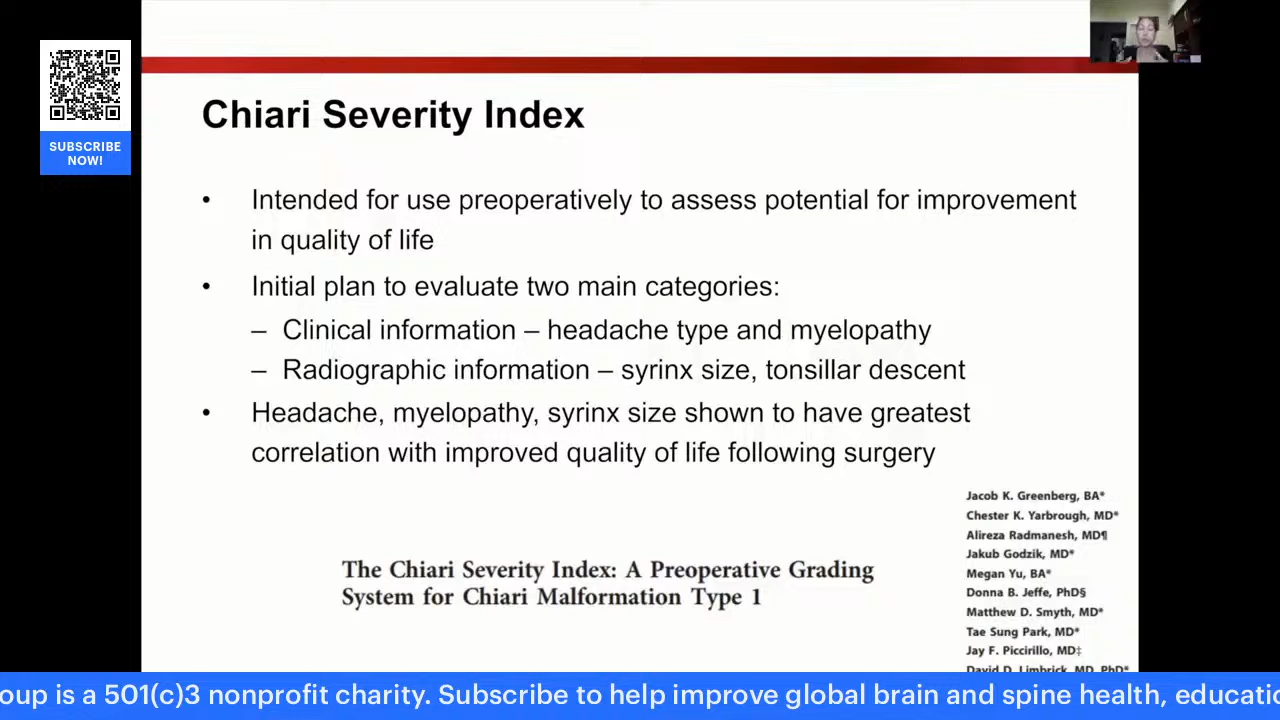 SUBSCRIBE
NOW!
Chiari Severity Index
• Intended for use preoperatively to assess potential for improvement
in quality of life
• Initial plan to evaluate two main categories:
– Clinical information – headache type and myelopathy
– Radiographic information – syrinx size, tonsillar descent
• Headache, myelopathy, syrinx size shown to have greatest
correlation with improved quality of life following surgery
The Chiari Severity Index: A Preoperative Grading
System for Chiari Malformation Type 1
Jacob K. Greenberg, BA*
Chester K. Yarbrough, MD*
Alireza Radmanesh, MD¶
Jakub Godzik, MD*
Megan Yu, BA*
Donna B. Jeffe, PhD§
Matthew D. Smyth, MD*
Tae Sung Park, MD*
Jay F. Piccirillo, MD‡
David D. Limbrick, MD, PhD*
oup is a 501(c)3 nonprofit charity. Subscribe to help improve global brain and spine health, educatio